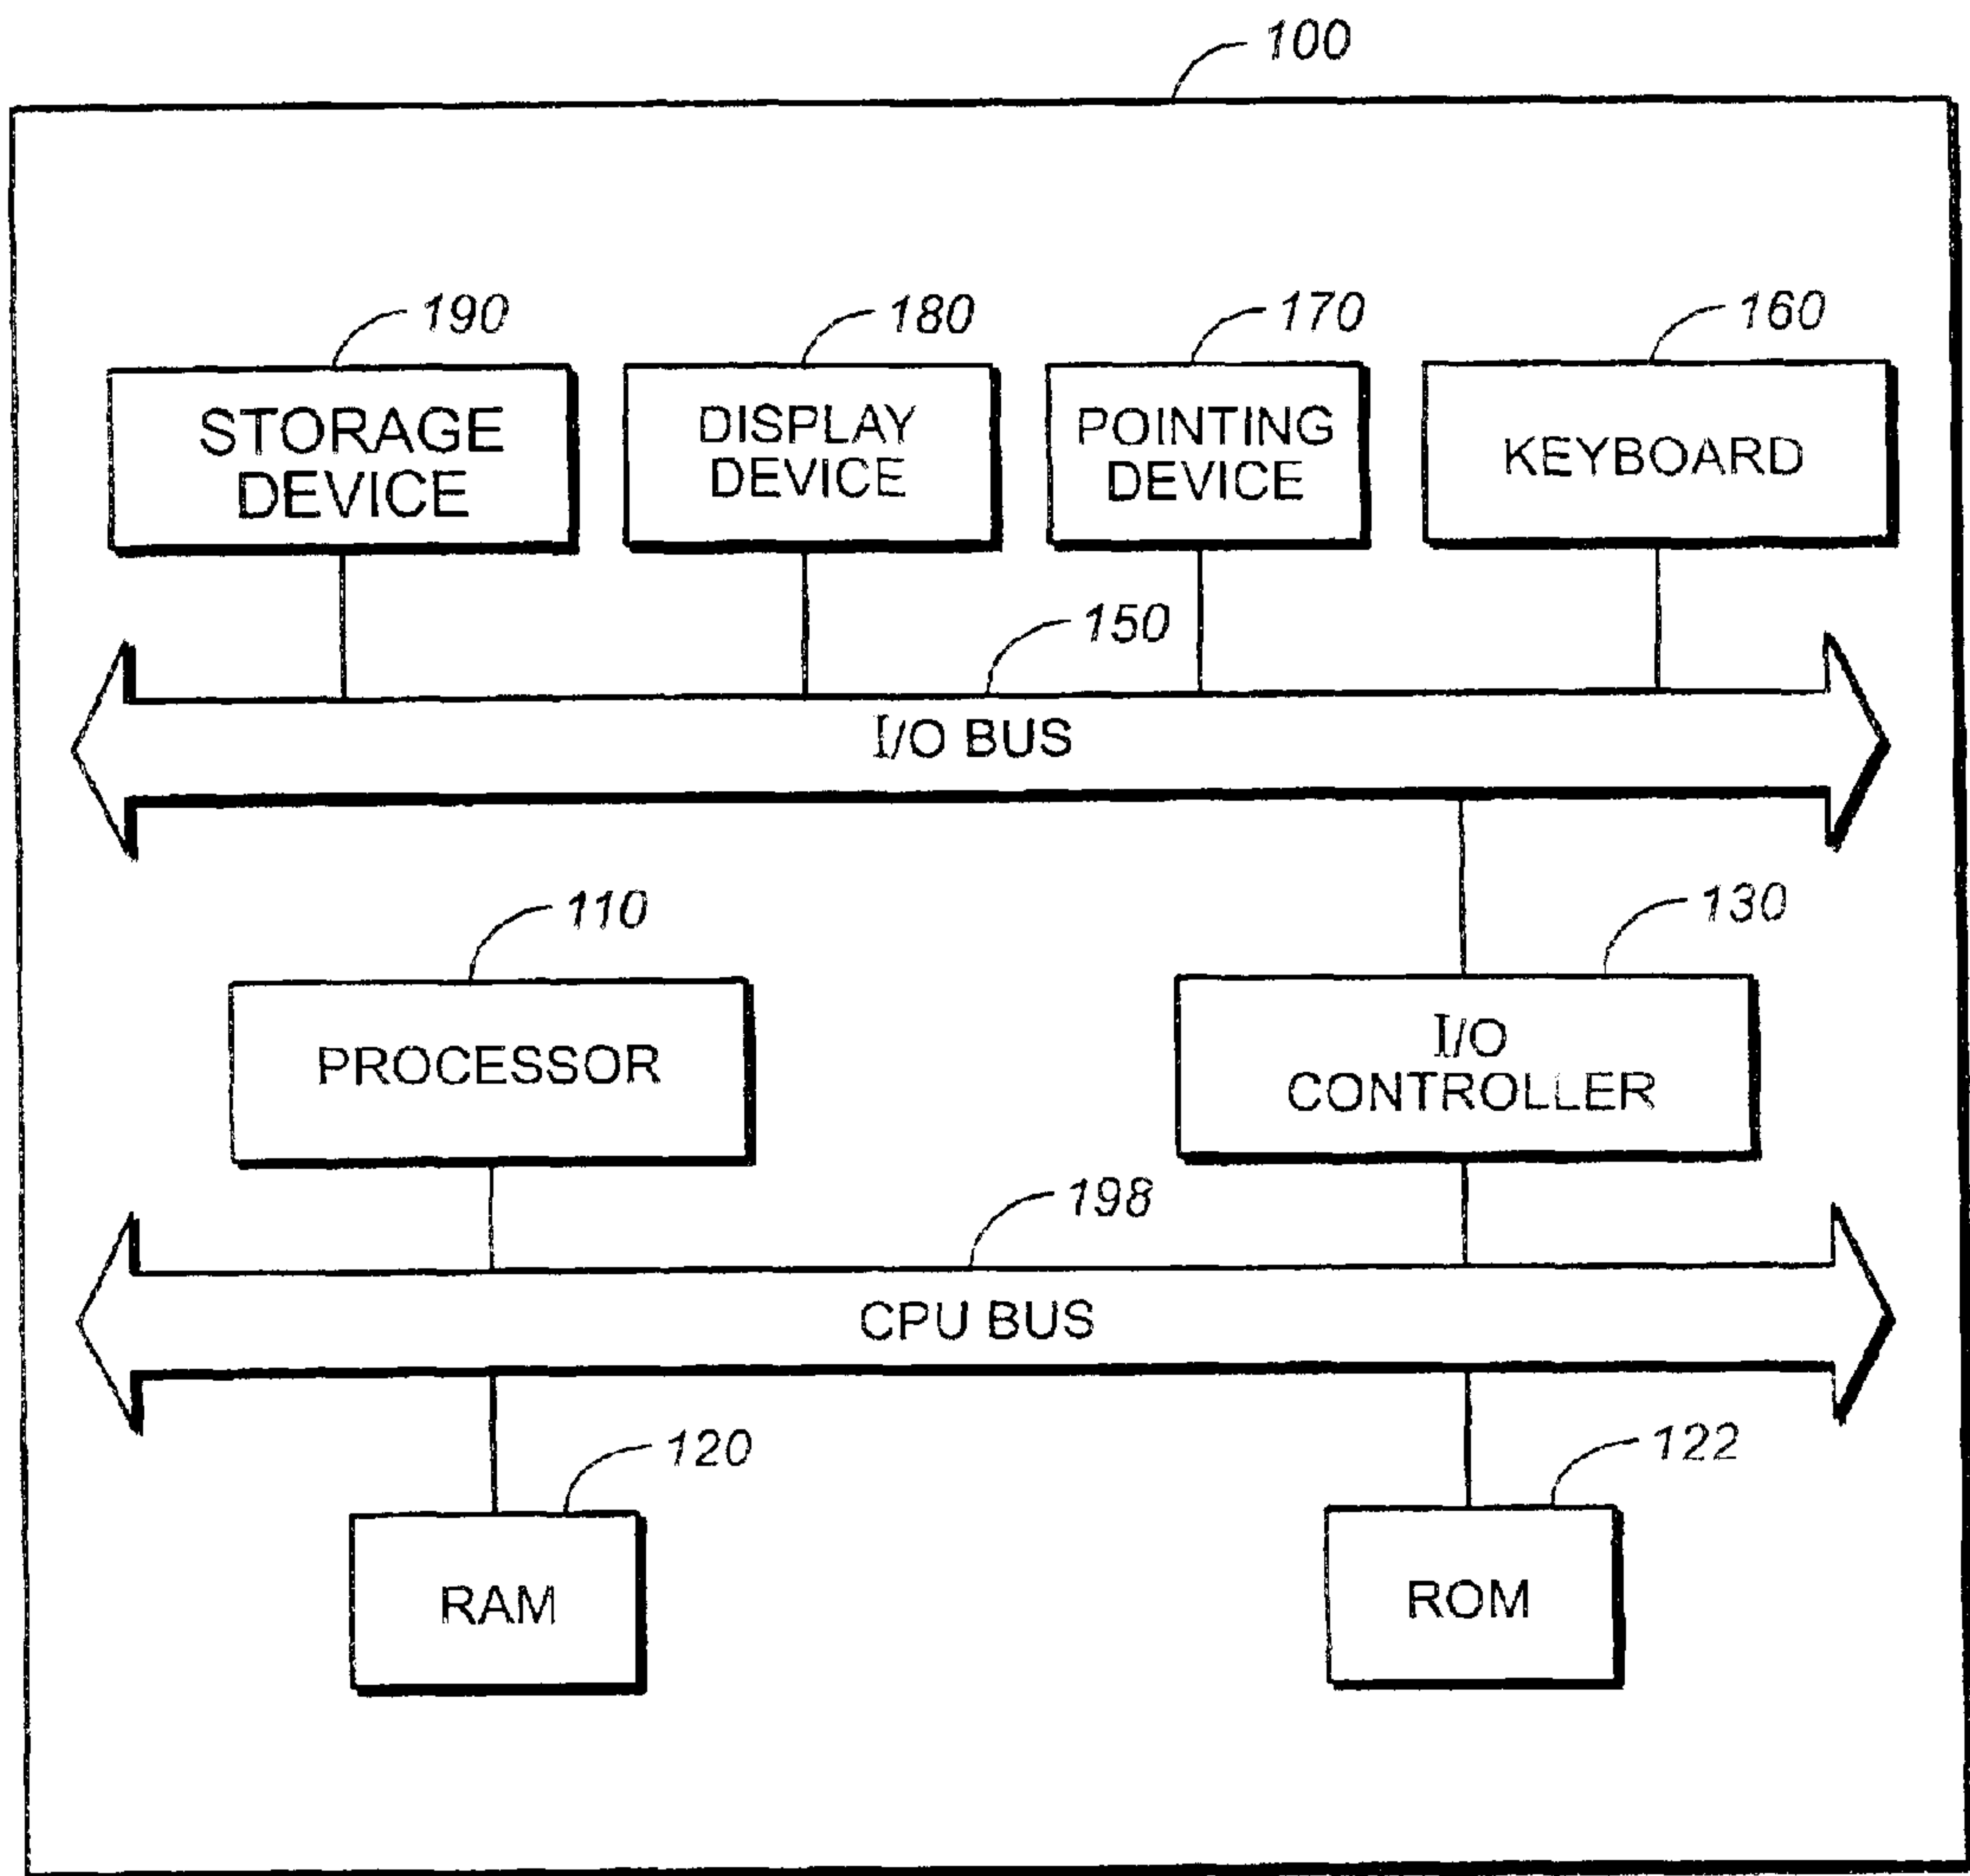 100
190
180
170
160
STORAGE
DEVICE
DISPLAY
DEVICE
POINTING
DEVICE
KEYBOARD
150
I/O BUS
110
130
PROCESSOR
I/O
CONTROLLER
198
CPU BUS
120
122
RAM
ROM